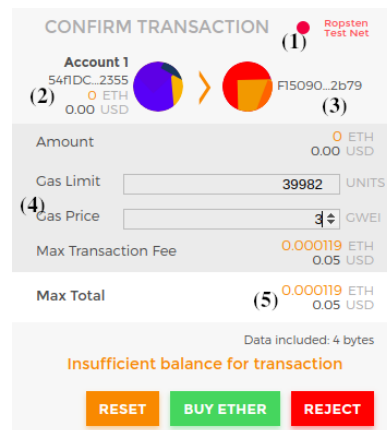 CONFIRM TRANSACTION
(1)
Ropsten
Test Net
Account 1
54f1DC...2355
(2)
0 ETH
0.00 USD
F15090...2b79
(3)
Amount
0 ETH
0.00 USD
Gas Limit
39982 UNITS
(4)
Gas Price
3 GWEI
Max Transaction Fee
0.000119 ETH
0.05 USD
Max Total
(5)
0.000119 ETH
0.05 USD
Data included: 4 bytes
Insufficient balance for transaction
RESET BUY ETHER REJECT